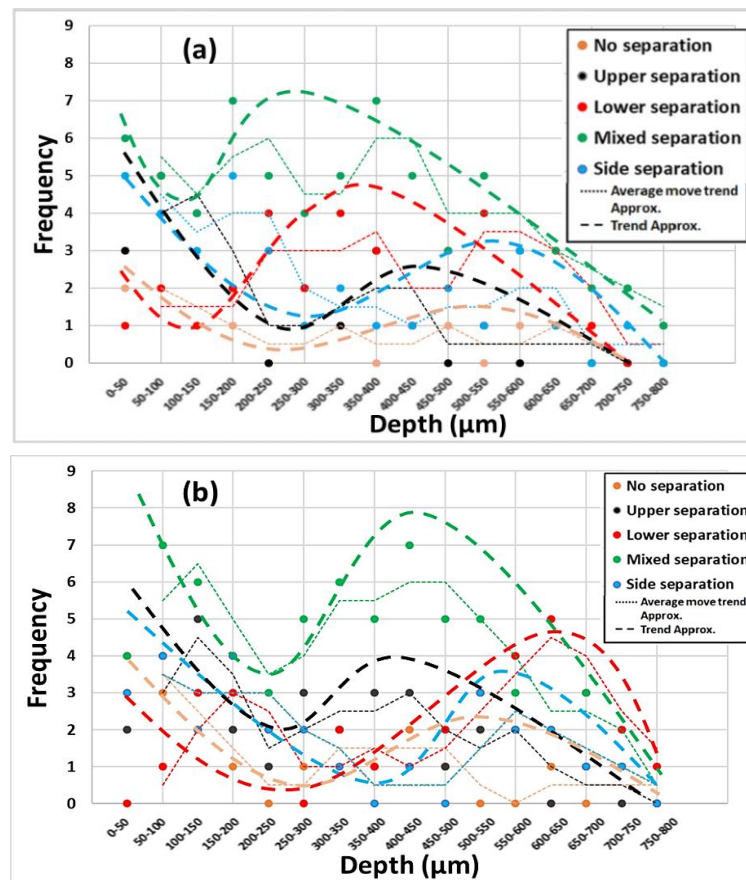 (a)
No separation
Upper separation
Lower separation
Mixed separation
Side separation
Average move trend
Approx.
Trend Approx.
Frequency
9
8
7
6
5
4
3
2
1
0
0-50
50-100
100-150
150-200
200-250
250-300
300-350
350-400
400-450
450-500
500-550
550-600
600-650
650-700
700-750
750-800
Depth (µm)
(b)
No separation
Upper separation
Lower separation
Mixed separation
Side separation
Average move trend
Approx.
Trend Approx.
Frequency
9
8
7
6
5
4
3
2
1
0
0-50
50-100
100-150
150-200
200-250
250-300
300-350
350-400
400-450
450-500
500-550
550-600
600-650
650-700
700-750
750-800
Depth (µm)